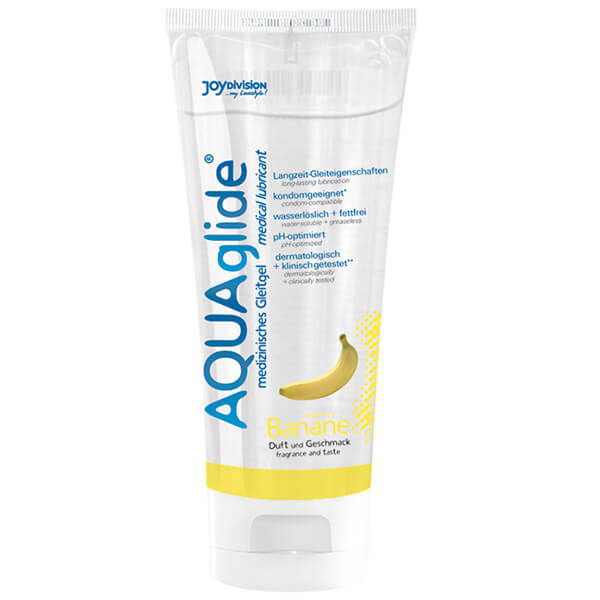 JOYDIVISION
...my lovestyle!
AQUAglide®
medizinisches Gleitgel
medical lubricant
Langzeit-Gleiteigenschaften
long-lasting lubrication
kondomgeeignet*
condom-compatible
wasserlöslich + fettfrei
water-soluble + greaseless
pH-optimiert
pH-optimized
dermatologisch
+ klinisch getestet**
dermatologically
+ clinically tested
Banane
Duft und Geschmack
fragrance and taste